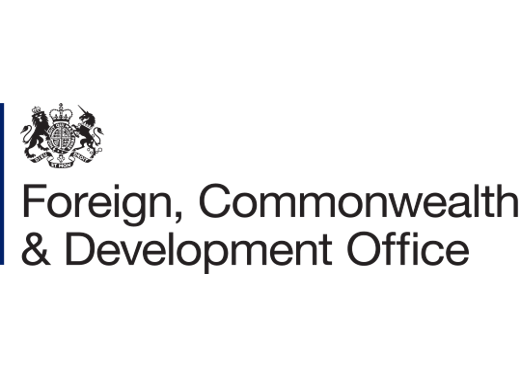 Foreign, Commonwealth
& Development Office